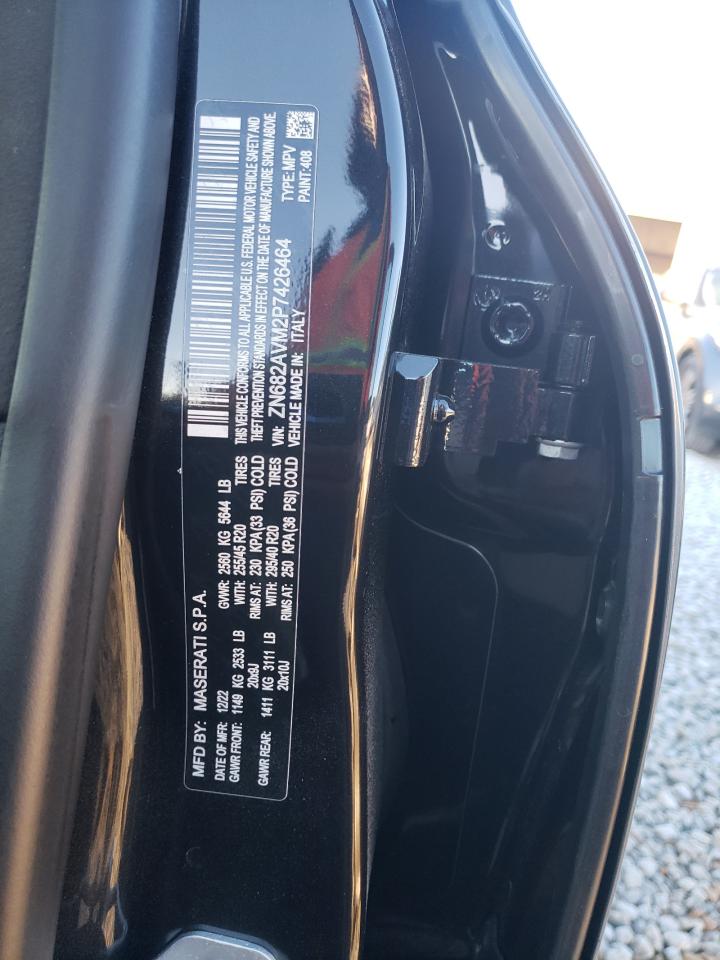 MFD BY: MASERATI S.P.A.
DATE OF MFR: 12/22 GVWR: 2560 KG 5644 LB
GAWR FRONT: 1149 KG 2533 LB WITH: 255/45 R20 TIRES
20x9J RIMS AT: 230 KPA(33 PSI) COLD
GAWR REAR: 1411 KG 3111 LB WITH: 295/40 R20 TIRES
20x10J RIMS AT: 250 KPA(36 PSI) COLD
THIS VEHICLE CONFORMS TO ALL APPLICABLE U.S. FEDERAL MOTOR VEHICLE SAFETY AND
THEFT PREVENTION STANDARDS IN EFFECT ON THE DATE OF MANUFACTURE SHOWN ABOVE.
VIN: ZN682AVM2P7426464 TYPE:MPV
VEHICLE MADE IN: ITALY PAINT:408